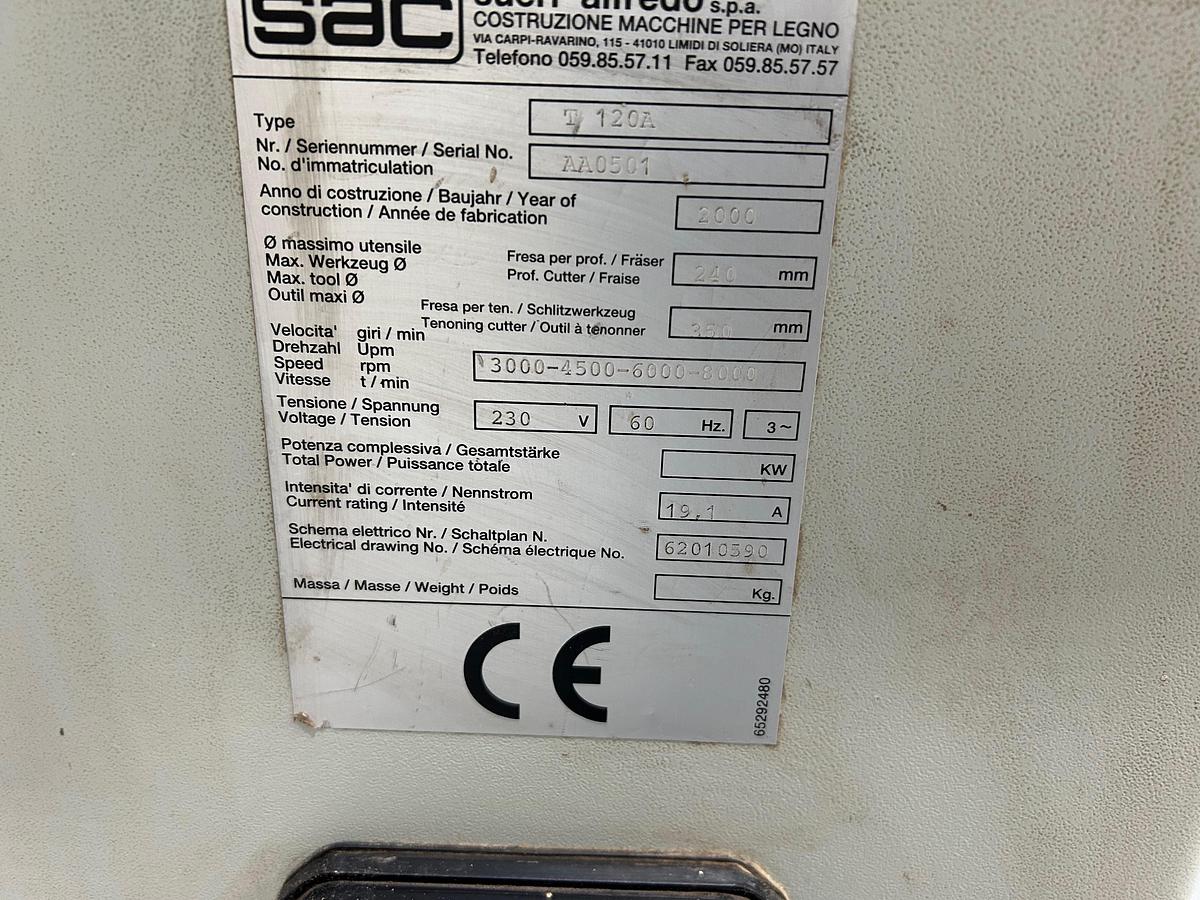 sac
alfredo s.p.a.
COSTRUZIONE MACCHINE PER LEGNO
VIA CARPI-RAVARINO, 115 - 41010 LIMIDI DI SOLIERA (MO) ITALY
Telefono 059.85.57.11 Fax 059.85.57.57
Type T 120A
Nr. / Seriennummer / Serial No.
No. d'immatriculation AA0501
Anno di costruzione / Baujahr / Year of
construction / Année de fabrication 2000
Ø massimo utensile
Max. Werkzeug Ø
Max. tool Ø
Outil maxi Ø
Fresa per prof. / Fräser
Prof. Cutter / Fraise 240 mm
Fresa per ten. / Schlitzwerkzeug
Tenoning cutter / Outil à tenonner 350 mm
Velocita' giri / min
Drehzahl Upm
Speed rpm
Vitesse t / min
3000-4500-6000-8000
Tensione / Spannung
Voltage / Tension 230 V 60 Hz. 3~
Potenza complessiva / Gesamtstärke
Total Power / Puissance totale KW
Intensita' di corrente / Nennstrom
Current rating / Intensité 19,1 A
Schema elettrico Nr. / Schaltplan N.
Electrical drawing No. / Schéma électrique No. 62010590
Massa / Masse / Weight / Poids Kg.
CE
65292480